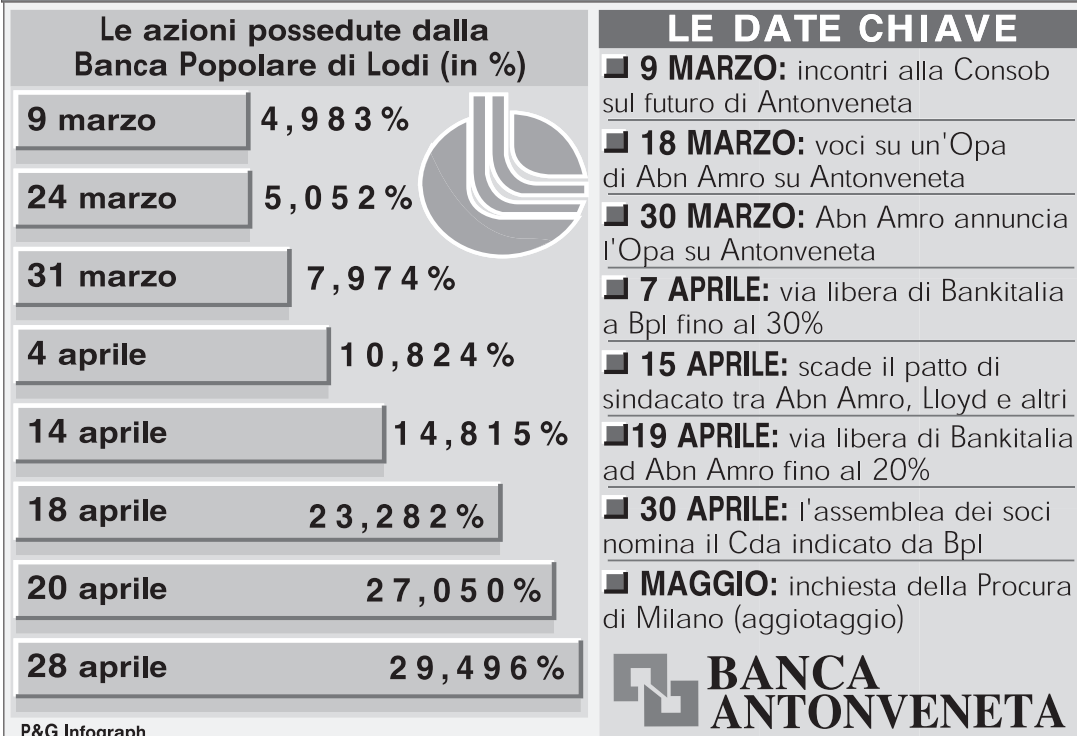 Le azioni possedute dalla
Banca Popolare di Lodi (in %)
9 marzo 4,983%
24 marzo 5,052%
31 marzo 7,974%
4 aprile 10,824%
14 aprile 14,815%
18 aprile 23,282%
20 aprile 27,050%
28 aprile 29,496%
P&G Infograph
LE DATE CHIAVE
9 MARZO: incontri alla Consob
sul futuro di Antonveneta
18 MARZO: voci su un'Opa
di Abn Amro su Antonveneta
30 MARZO: Abn Amro annuncia
l'Opa su Antonveneta
7 APRILE: via libera di Bankitalia
a Bpl fino al 30%
15 APRILE: scade il patto di
sindacato tra Abn Amro, Lloyd e altri
19 APRILE: via libera di Bankitalia
ad Abn Amro fino al 20%
30 APRILE: l'assemblea dei soci
nomina il Cda indicato da Bpl
MAGGIO: inchiesta della Procura
di Milano (aggiotaggio)
BANCA
ANTONVENETA